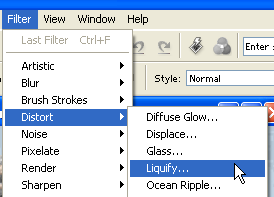 Filter View Window Help
Last Filter Ctrl+F
Enter
Artistic
Style: Normal
Blur
Brush Strokes
Distort
Diffuse Glow...
Noise
Displace...
Pixelate
Glass...
Render
Liquify...
Sharpen
Ocean Ripple...